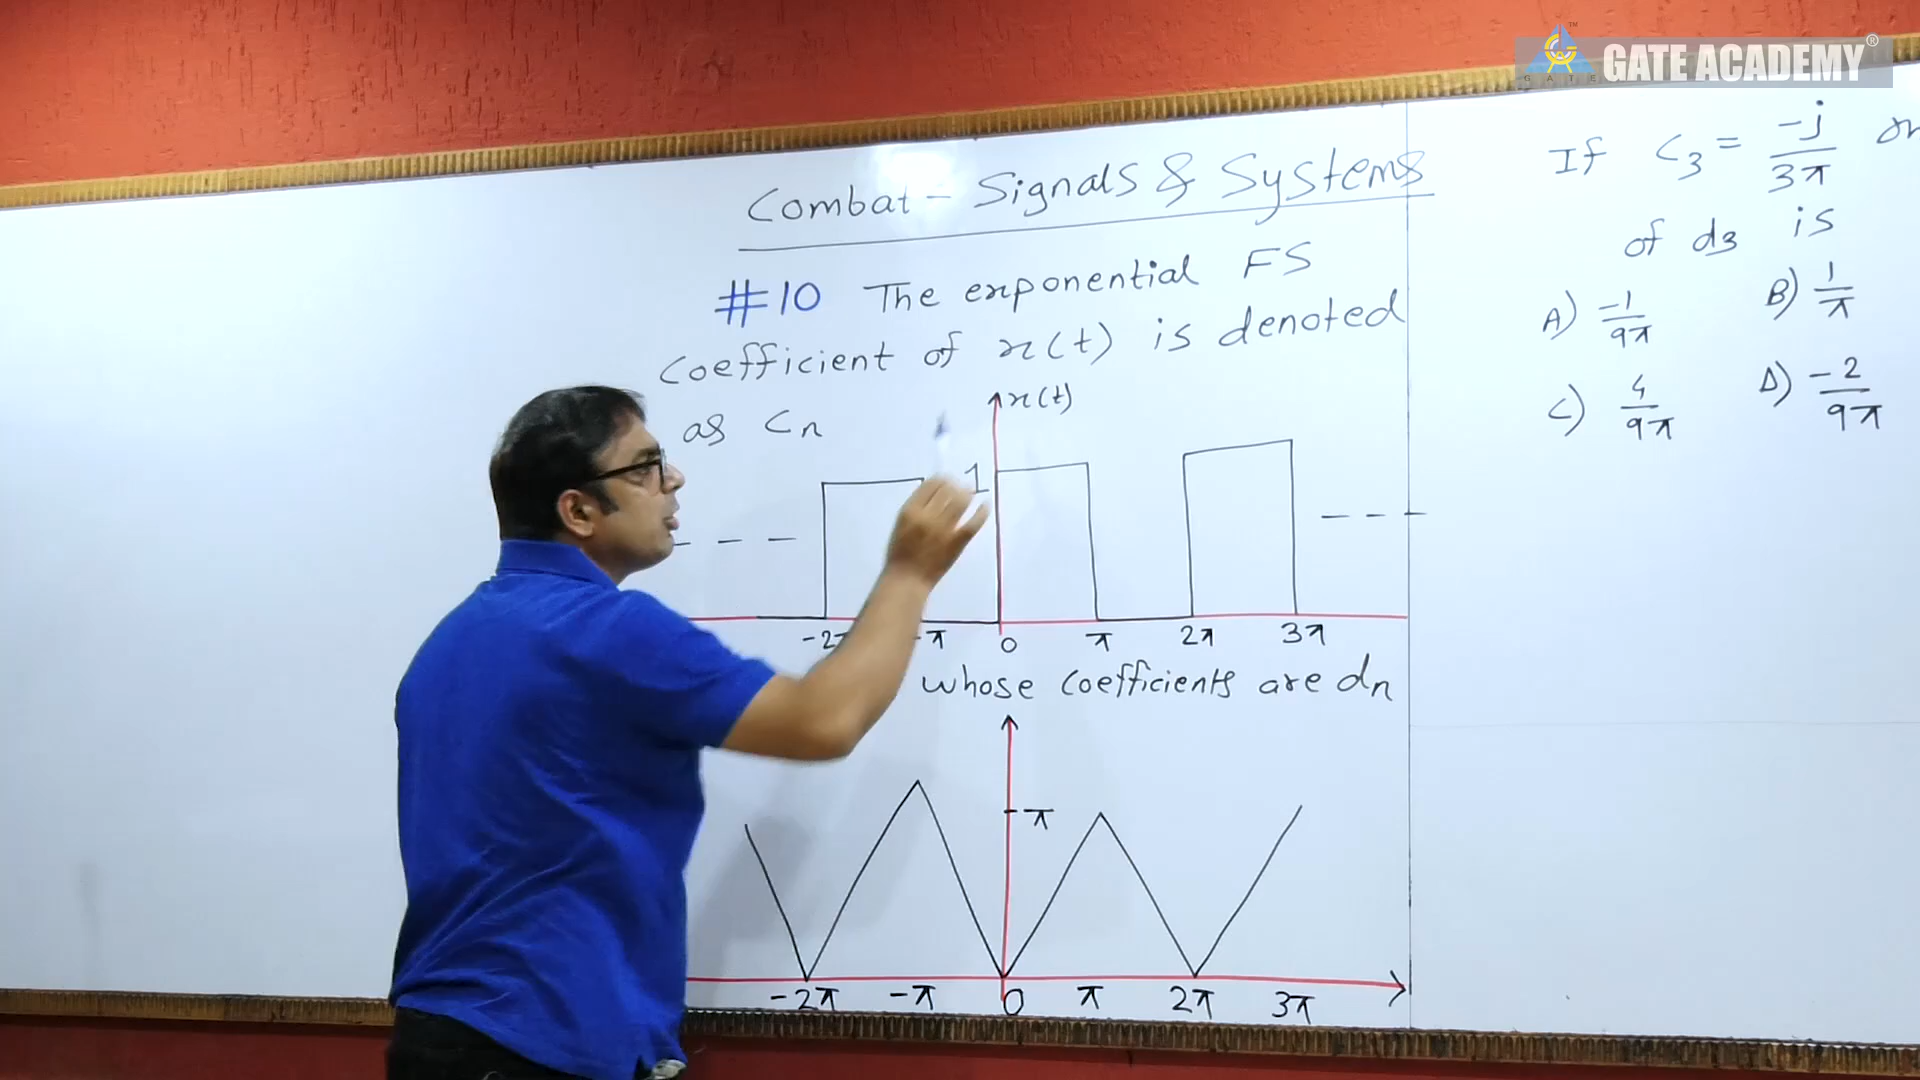 GATE ACADEMY®
GATE
TM
Combat - Signals & Systems
#10 The exponential FS
coefficient of x(t) is denoted
as Cn
x(t)
1
-2π -π 0 π 2π 3π
whose coefficients are dn
π
-2π -π 0 π 2π 3π
If C3 = -j/3π
of d3 is
A) -1/9π B) 1/π
C) 4/9π D) -2/9π